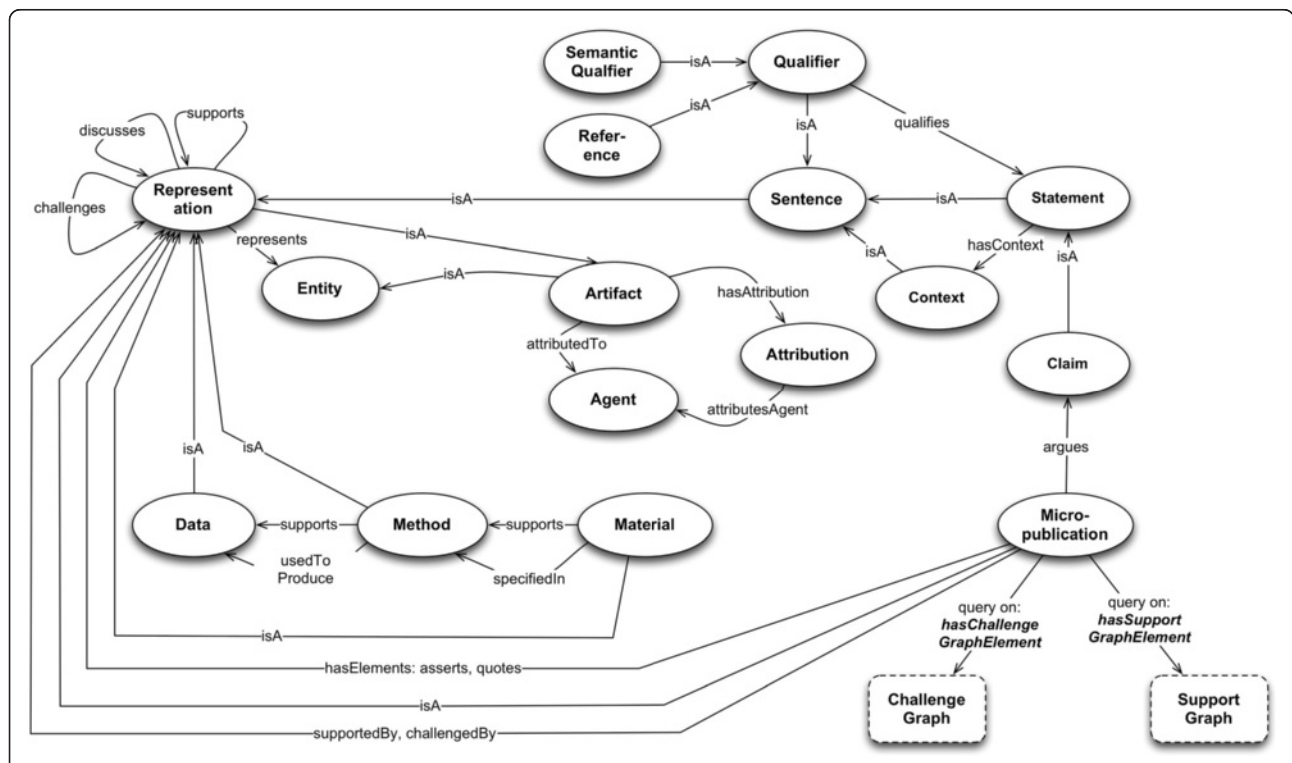 Semantic
Qualfier
isA
Qualifier
supports
discusses
isA
isA
qualifies
Refer-
ence
Represent
ation
challenges
isA
Sentence
isA
Statement
represents
isA
hasContext
isA
isA
isA
Entity
Artifact
hasAttribution
Context
attributedTo
Attribution
Claim
Agent
attributesAgent
isA
isA
argues
Data
supports
Method
supports
Material
Micro-
publication
usedTo
Produce
specifiedIn
query on:
hasChallenge
GraphElement
query on:
hasSupport
GraphElement
isA
hasElements: asserts, quotes
isA
supportedBy, challengedBy
Challenge
Graph
Support
Graph